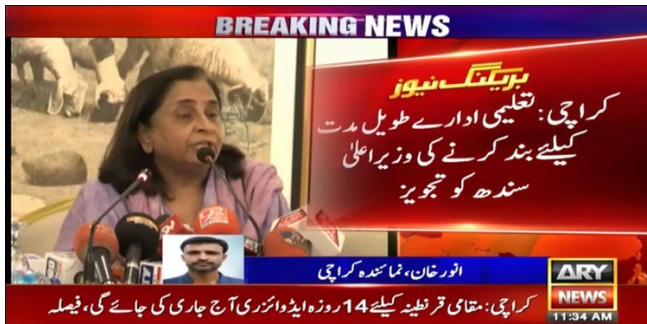 BREAKING NEWS
بریکنگ نیوز
کراچی: تعلیمی ادارے طویل مدت
کیلئے بند کرنے کی وزیراعلیٰ
سندھ کو تجویز
انور خان، نمائندہ کراچی
ARY
NEWS
11:34 AM
کراچی: مقامی قرنطینہ کیلئے 14 روزہ ایڈوائزری آج جاری کی جائے گی، فیصلہ